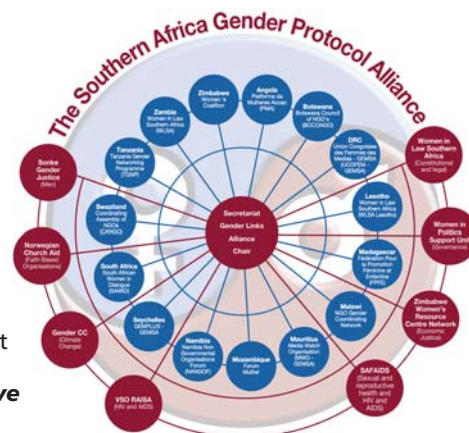 The Southern Africa Gender Protocol Alliance
Secretariat
Gender Links
Alliance
Chair
Angola
Plataforma da
Mulheres Accao
(PMA)
Botswana
Botswana Council
of NGO's
(BOCONGO)
DRC
Union Congolaise
des Femmes des
Medias - GEMSA
(UCOFEM -
GEMSA)
Lesotho
Women in Law
Southern Africa
(WLSA Lesotho)
Madagascar
Fédération Pour
la Promotion
Féminine et
Enfantine
(FPFE)
Malawi
NGO Gender
Coordinating
Network
Mauritius
Media Watch
Organisation
(MWO -
GEMSA)
Mozambique
Forum
Mulher
Namibia
Namibia Non
Governmental
Organisations
Forum
(NANGOF)
Seychelles
GEMPLUS -
GEMSA
South Africa
South African
Women in
Dialogue
(SAWID)
Swaziland
Coordinating
Assembly of
NGOs
(CANGO)
Tanzania
Tanzania Gender
Networking
Programme
(TGNP)
Zambia
Women in Law
Southern Africa
(WLSA)
Zimbabwe
Women's
Coalition
Women in
Law Southern
Africa
(Constitutional
and legal)
Women in
Politics
Support Unit
(Governance)
Zimbabwe
Women's
Resource
Centre Network
(Economic
Justice)
SAFAIDS
(Sexual and
reproductive
health and
HIV and
AIDS)
VSO RAISA
(HIV and AIDS)
Gender CC
(Climate
Change)
Norwegian
Church Aid
(Faith Based
Organisations)
Sonke
Gender
Justice
(Men)
t
ve